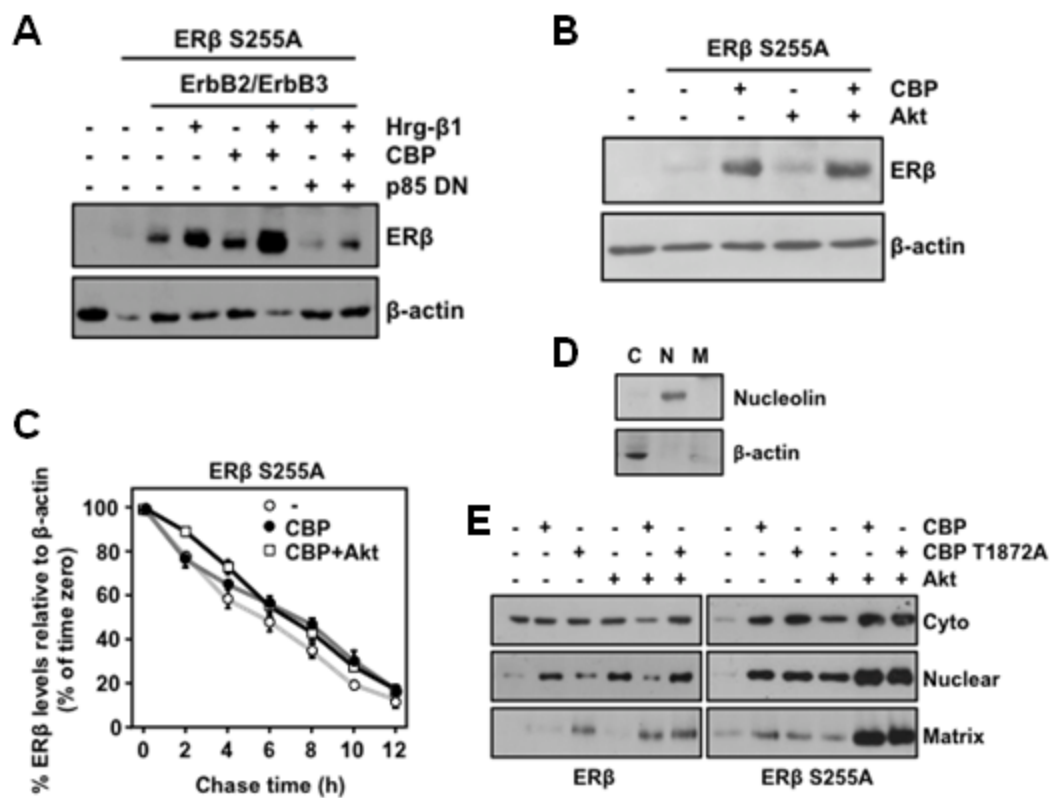 A
ERβ S255A
ErbB2/ErbB3
- - - + - + + + Hrg-β1
- - - - + + - + CBP
- - - - - - + + p85 DN
ERβ
β-actin
B
ERβ S255A
- - + - + CBP
- - - + + Akt
ERβ
β-actin
C
ERβ S255A
-
CBP
CBP+Akt
% ERβ levels relative to β-actin
(% of time zero)
100
80
60
40
20
0
0 2 4 6 8 10 12
Chase time (h)
D
C N M
Nucleolin
β-actin
E
- + - - + - - + - - + - CBP
- - + - - + - - + - - + CBP T1872A
- - - + + + - - - + + + Akt
Cyto
Nuclear
Matrix
ERβ ERβ S255A